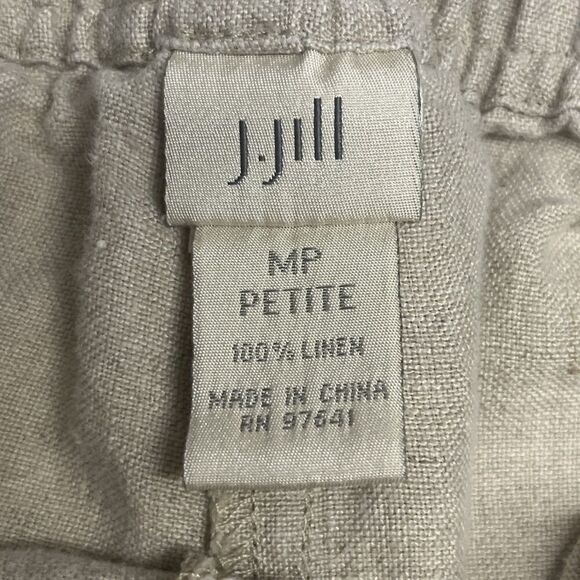 J.Jill
MP
PETITE
100% LINEN
MADE IN CHINA
RN 97641